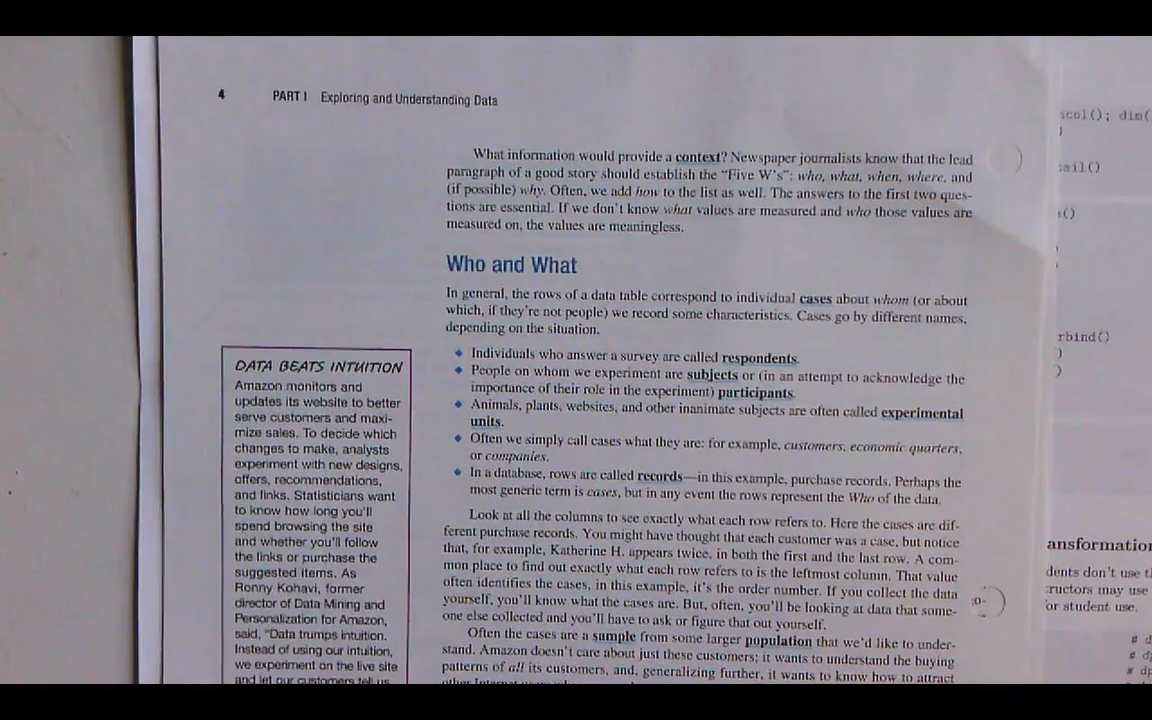 4 PART I Exploring and Understanding Data
What information would provide a context? Newspaper journalists know that the lead
paragraph of a good story should establish the "Five W's": who, what, when, where, and
(if possible) why. Often, we add how to the list as well. The answers to the first two ques-
tions are essential. If we don't know what values are measured and who those values are
measured on, the values are meaningless.
Who and What
In general, the rows of a data table correspond to individual cases about whom (or about
which, if they're not people) we record some characteristics. Cases go by different names,
depending on the situation.
◆ Individuals who answer a survey are called respondents.
◆ People on whom we experiment are subjects or (in an attempt to acknowledge the
importance of their role in the experiment) participants.
◆ Animals, plants, websites, and other inanimate subjects are often called experimental
units.
◆ Often we simply call cases what they are: for example, customers, economic quarters,
or companies.
◆ In a database, rows are called records—in this example, purchase records. Perhaps the
most generic term is cases, but in any event the rows represent the Who of the data.
Look at all the columns to see exactly what each row refers to. Here the cases are dif-
ferent purchase records. You might have thought that each customer was a case, but notice
that, for example, Katherine H. appears twice, in both the first and the last row. A com-
mon place to find out exactly what each row refers to is the leftmost column. That value
often identifies the cases, in this example, it's the order number. If you collect the data
yourself, you'll know what the cases are. But, often, you'll be looking at data that some-
one else collected and you'll have to ask or figure that out yourself.
Often the cases are a sample from some larger population that we'd like to under-
stand. Amazon doesn't care about just these customers; it wants to understand the buying
patterns of all its customers, and, generalizing further, it wants to know how to attract
other Internet
DATA BEATS INTUITION
Amazon monitors and
updates its website to better
serve customers and maxi-
mize sales. To decide which
changes to make, analysts
experiment with new designs,
offers, recommendations,
and links. Statisticians want
to know how long you'll
spend browsing the site
and whether you'll follow
the links or purchase the
suggested items. As
Ronny Kohavi, former
director of Data Mining and
Personalization for Amazon,
said, "Data trumps intuition.
Instead of using our intuition,
we experiment on the live site
and let our customers tell us
scol(); dim(
)
ail()
()
rbind()
)
)
ansformation
dents don't use t
ructors may use
or student use.
# d
# dp
# dp